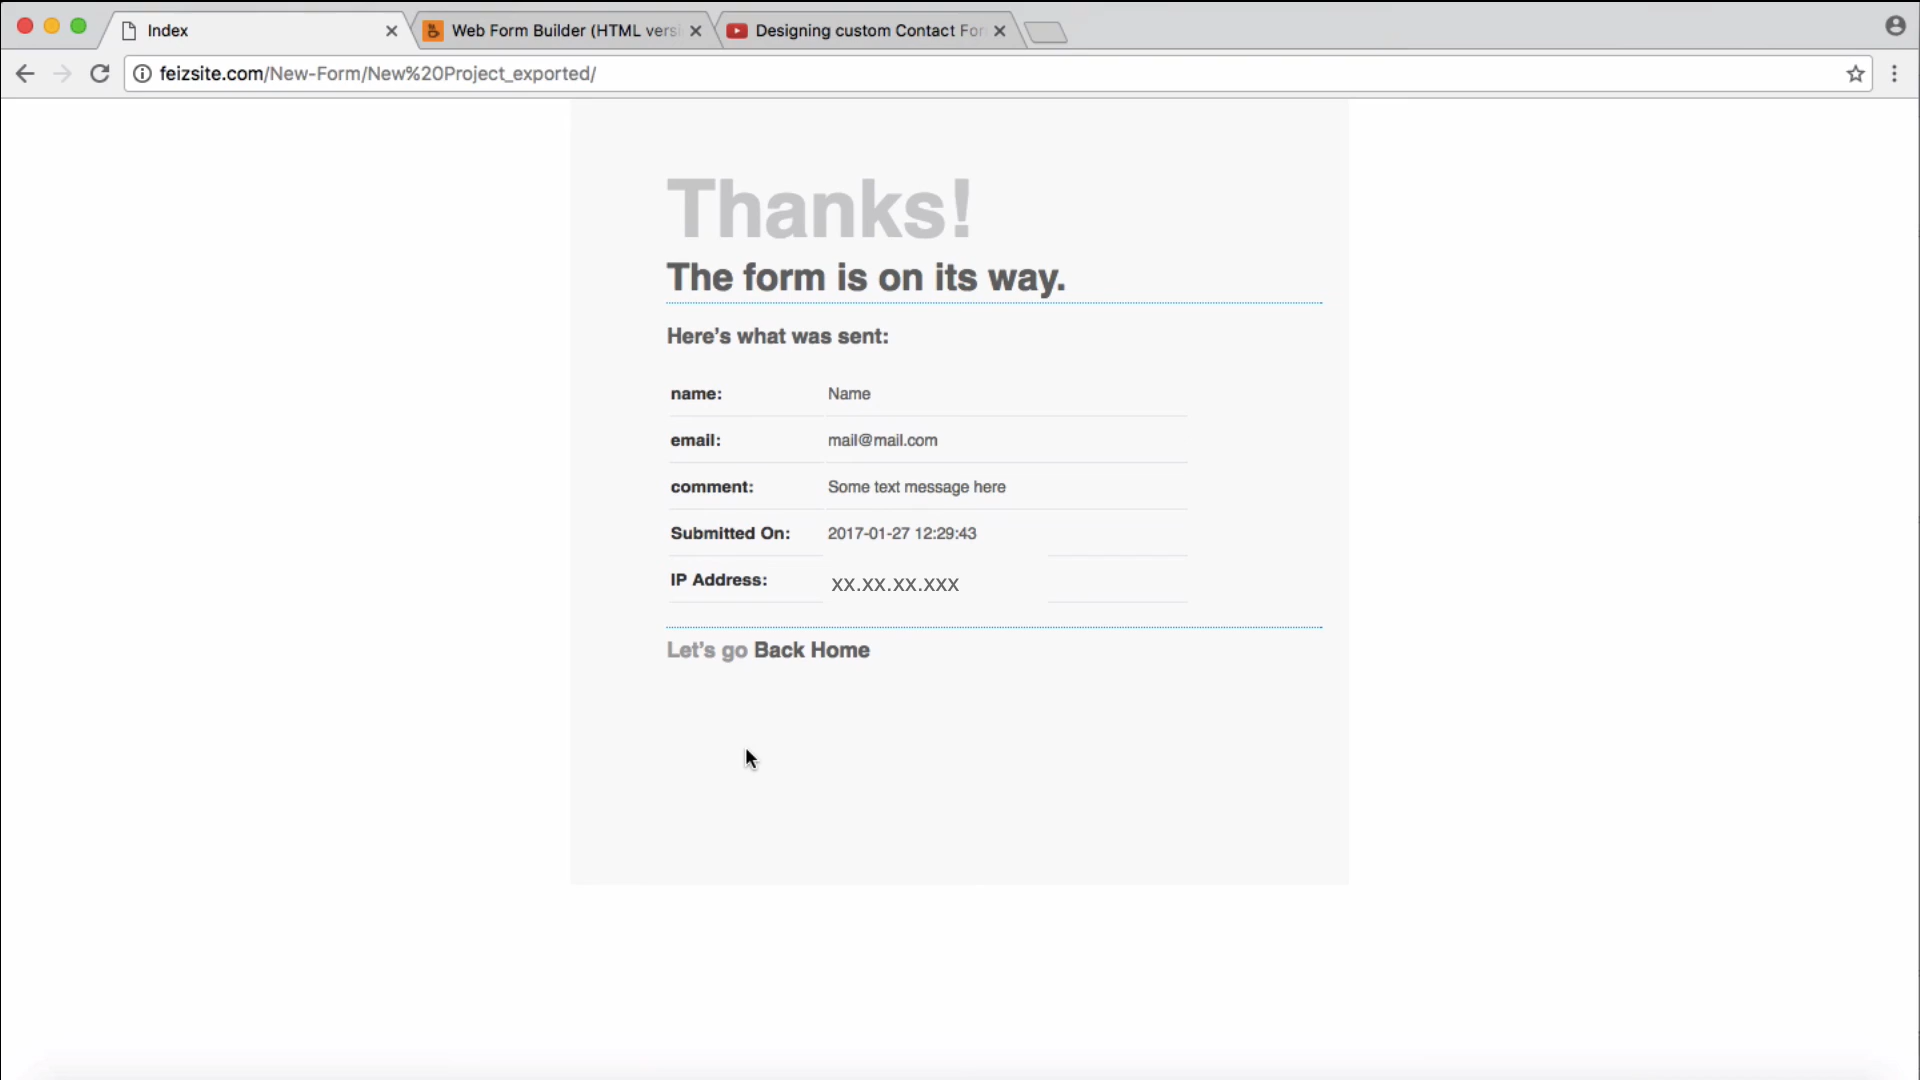 Index
Web Form Builder (HTML versi
Designing custom Contact For
feizsite.com/New-Form/New%20Project_exported/
Thanks!
The form is on its way.
Here's what was sent:
name: Name
email: mail@mail.com
comment: Some text message here
Submitted On: 2017-01-27 12:29:43
IP Address: xx.xx.xx.xxx
Let's go Back Home